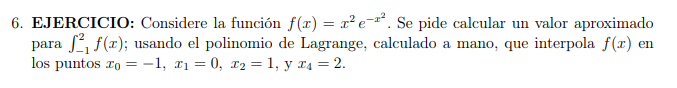 6. EJERCICIO: Considere la función f(x) = x² e^{−x²}. Se pide calcular un valor aproximado
para ∫_{−1}^{2} f(x); usando el polinomio de Lagrange, calculado a mano, que interpola f(x) en
los puntos x₀ = −1, x₁ = 0, x₂ = 1, y x₄ = 2.